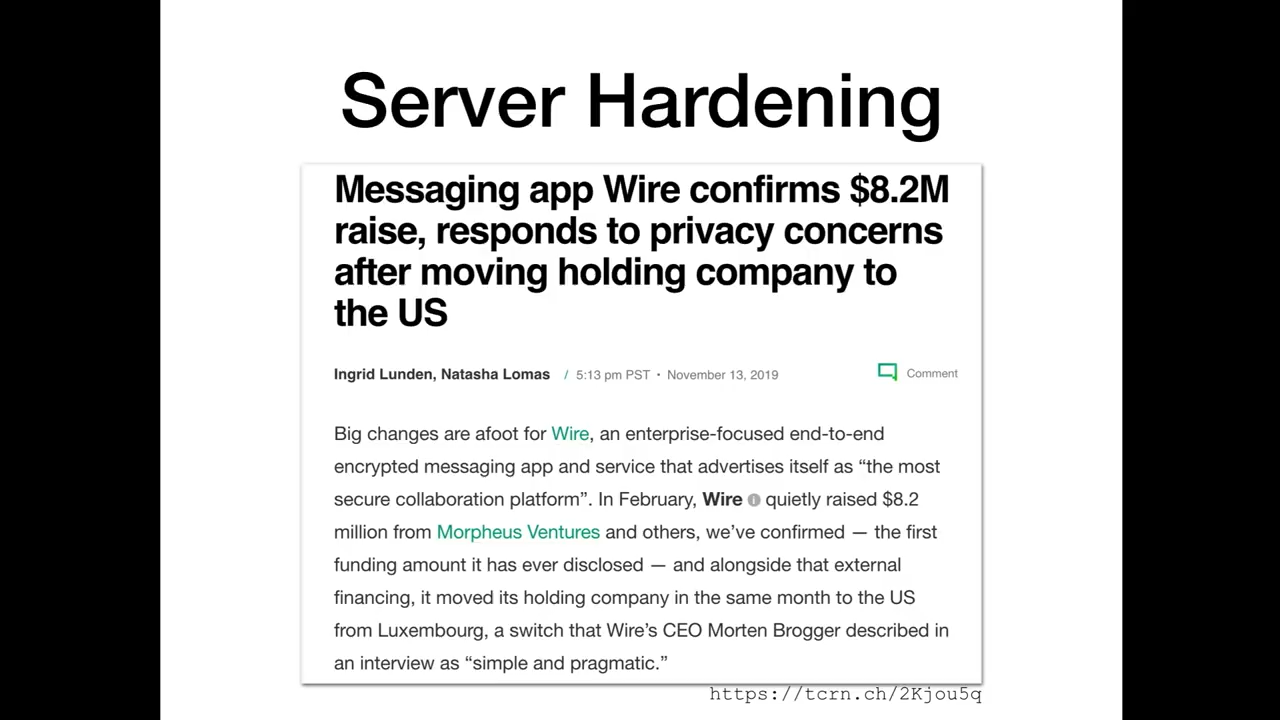 Server Hardening
Messaging app Wire confirms $8.2M
raise, responds to privacy concerns
after moving holding company to
the US
Ingrid Lunden, Natasha Lomas / 5:13 pm PST • November 13, 2019 Comment
Big changes are afoot for Wire, an enterprise-focused end-to-end
encrypted messaging app and service that advertises itself as “the most
secure collaboration platform”. In February, Wire quietly raised $8.2
million from Morpheus Ventures and others, we’ve confirmed — the first
funding amount it has ever disclosed — and alongside that external
financing, it moved its holding company in the same month to the US
from Luxembourg, a switch that Wire’s CEO Morten Brogger described in
an interview as “simple and pragmatic.”
https://tcrn.ch/2Kjou5q